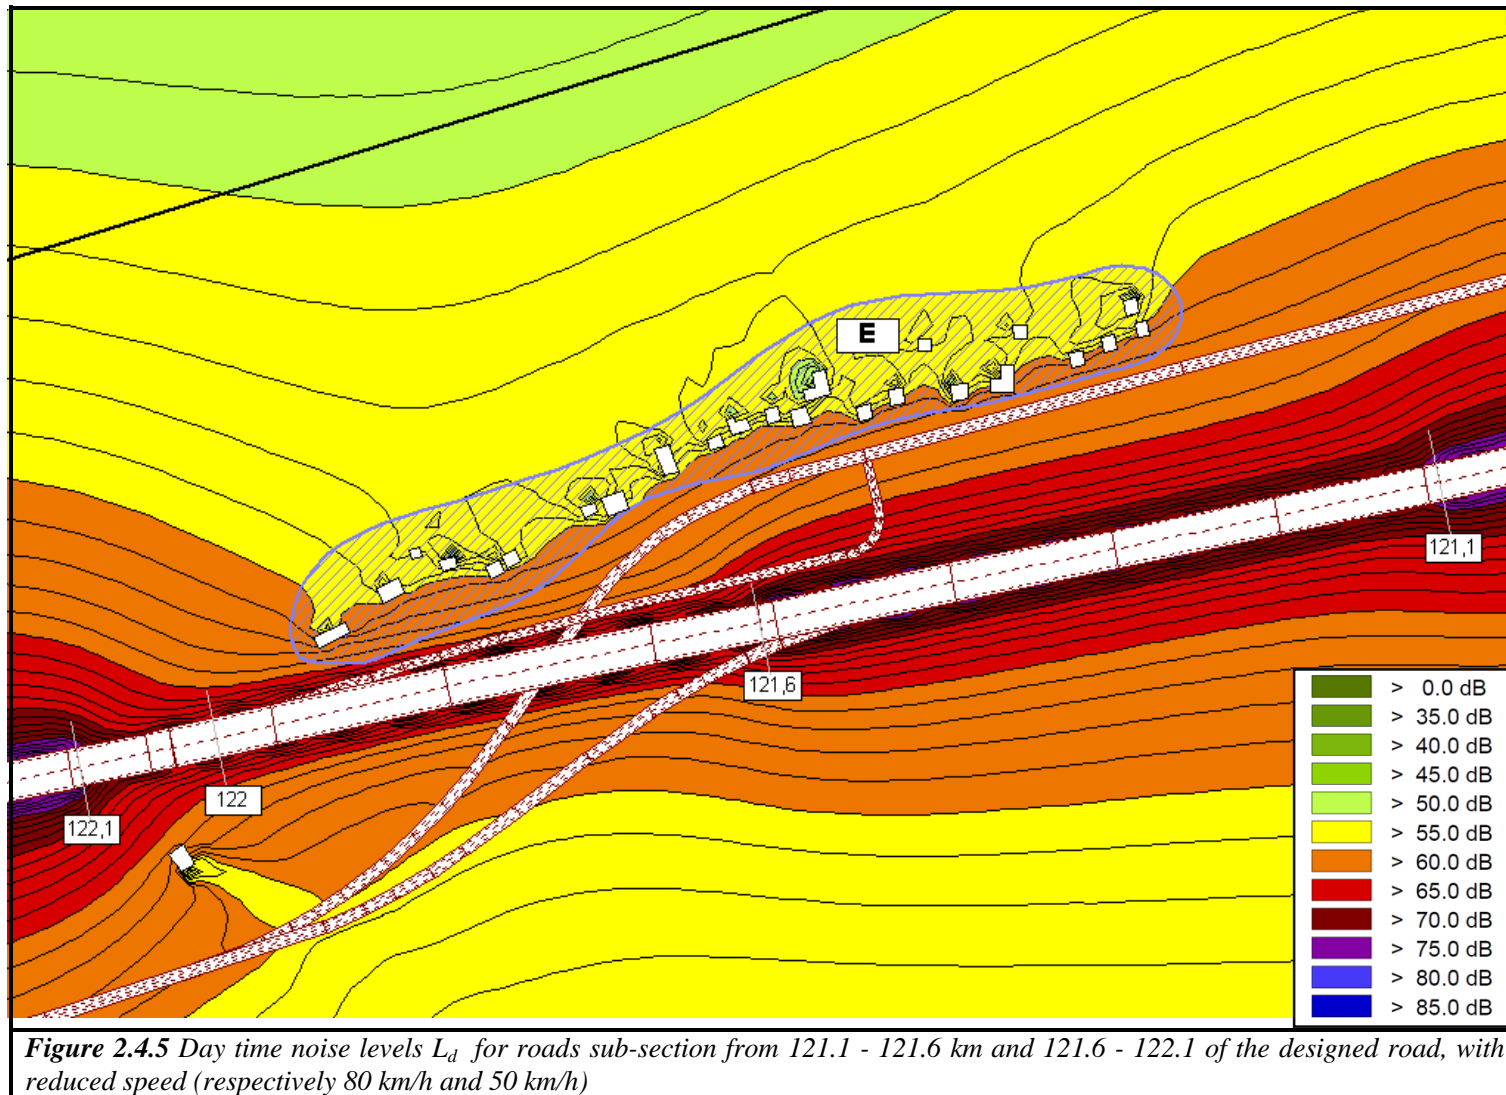 E
121,1
121,6
122
122,1
> 0.0 dB
> 35.0 dB
> 40.0 dB
> 45.0 dB
> 50.0 dB
> 55.0 dB
> 60.0 dB
> 65.0 dB
> 70.0 dB
> 75.0 dB
> 80.0 dB
> 85.0 dB
Figure 2.4.5 Day time noise levels Ld for roads sub-section from 121.1 - 121.6 km and 121.6 - 122.1 of the designed road, with
reduced speed (respectively 80 km/h and 50 km/h)